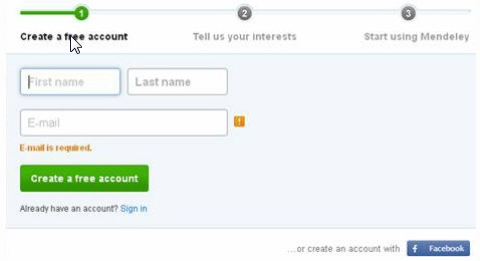 1 2 3
Create a free account Tell us your interests Start using Mendeley
First name Last name
E-mail !
E-mail is required.
Create a free account
Already have an account? Sign in
...or create an account with f Facebook